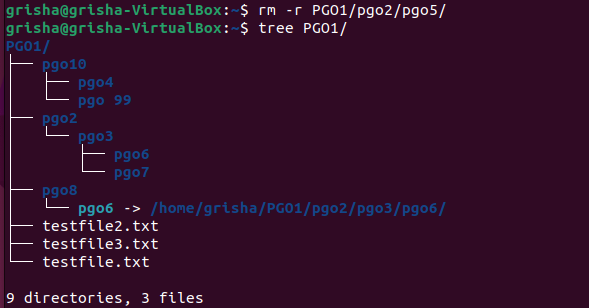 grisha@grisha-VirtualBox:~$ rm -r PGO1/pgo2/pgo5/
grisha@grisha-VirtualBox:~$ tree PGO1/
PGO1/
├── pgo10
│   ├── pgo4
│   └── pgo 99
├── pgo2
│   └── pgo3
│       ├── pgo6
│       └── pgo7
├── pgo8
│   └── pgo6 -> /home/grisha/PGO1/pgo2/pgo3/pgo6/
├── testfile2.txt
├── testfile3.txt
└── testfile.txt
9 directories, 3 files